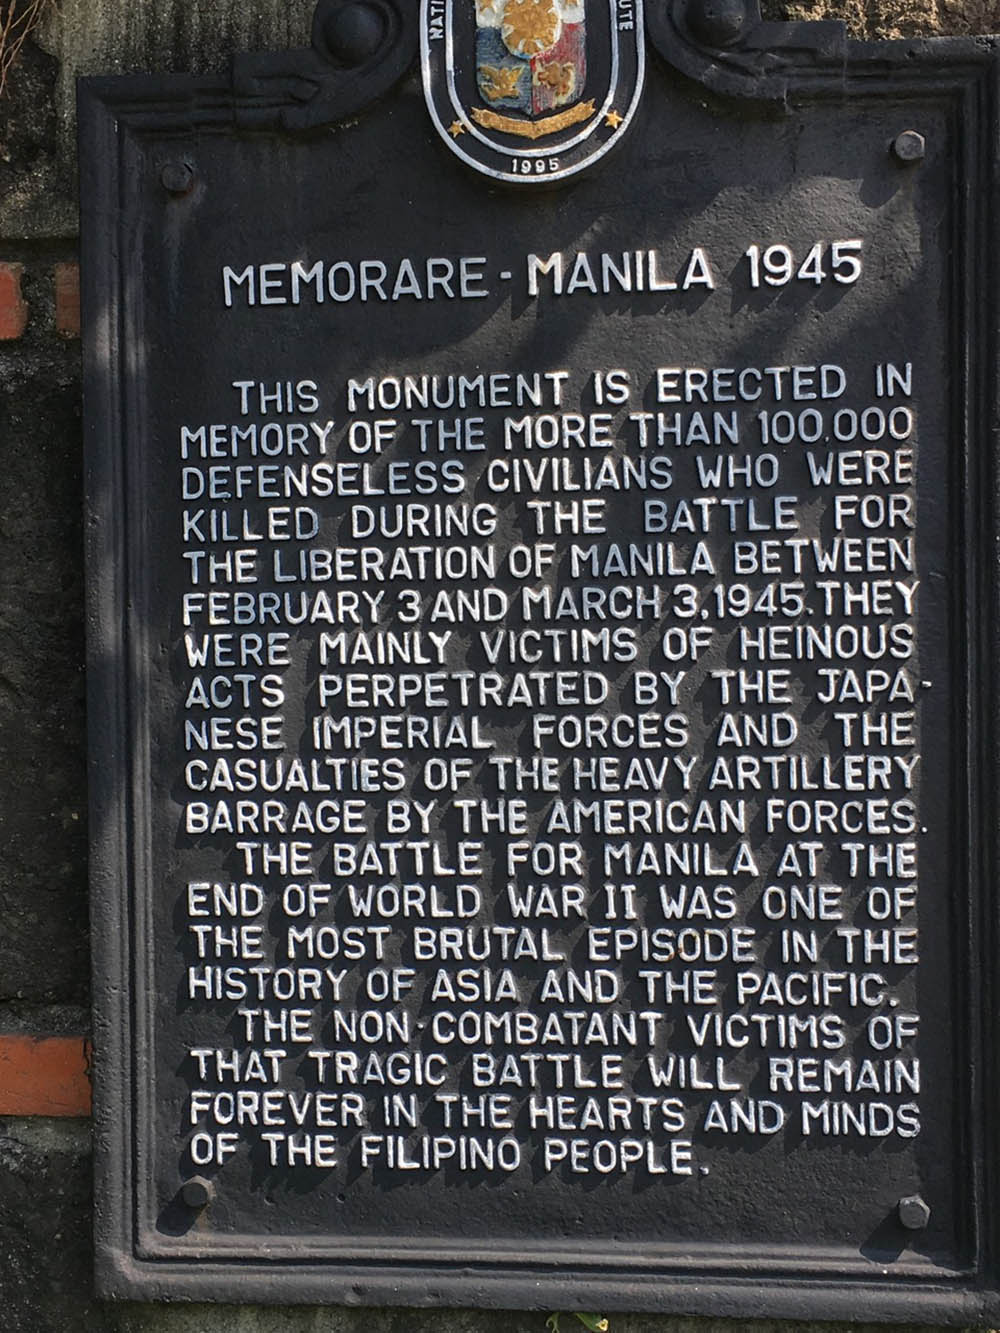 1995
MEMORARE - MANILA 1945
THIS MONUMENT IS ERECTED IN
MEMORY OF THE MORE THAN 100,000
DEFENSELESS CIVILIANS WHO WERE
KILLED DURING THE BATTLE FOR
THE LIBERATION OF MANILA BETWEEN
FEBRUARY 3 AND MARCH 3, 1945. THEY
WERE MAINLY VICTIMS OF HEINOUS
ACTS PERPETRATED BY THE JAPA-
NESE IMPERIAL FORCES AND THE
CASUALTIES OF THE HEAVY ARTILLERY
BARRAGE BY THE AMERICAN FORCES.
THE BATTLE FOR MANILA AT THE
END OF WORLD WAR II WAS ONE OF
THE MOST BRUTAL EPISODE IN THE
HISTORY OF ASIA AND THE PACIFIC.
THE NON-COMBATANT VICTIMS OF
THAT TRAGIC BATTLE WILL REMAIN
FOREVER IN THE HEARTS AND MINDS
OF THE FILIPINO PEOPLE.